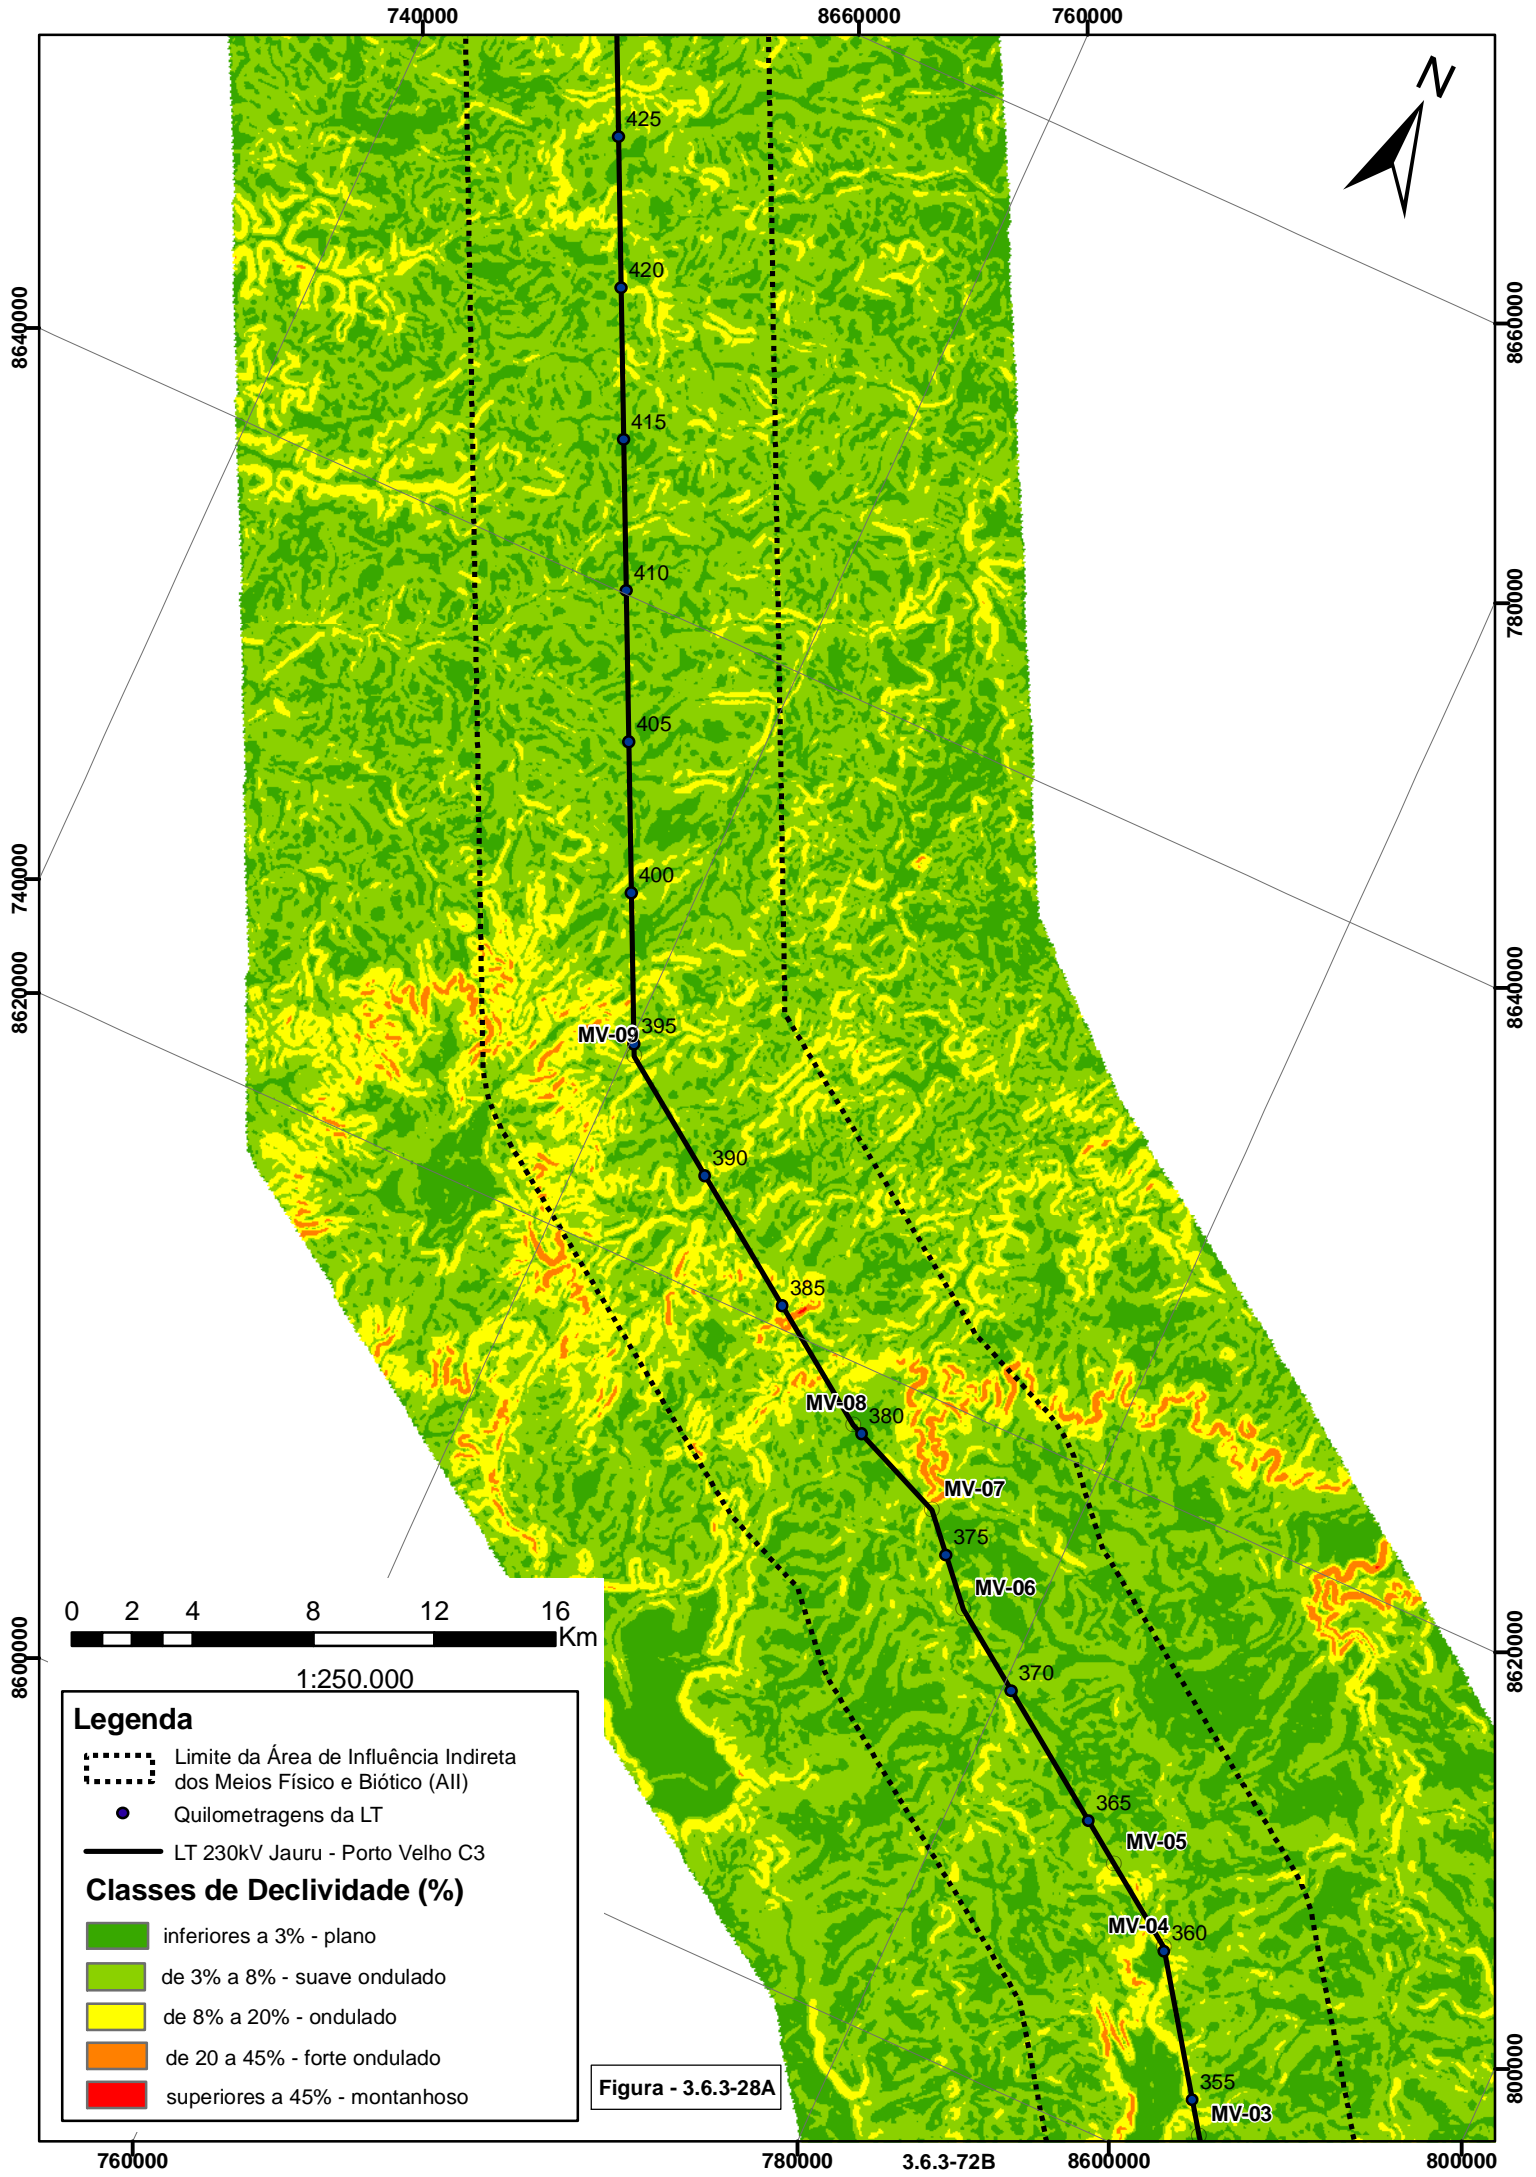 740000
8660000
760000
N
425
420
8640000
8660000
415
410
780000
405
740000
400
8620000
8640000
395
MV-09
390
385
MV-08
380
MV-07
375
MV-06
0 2 4 8 12 16
Km
1:250.000
370
8600000
8620000
Legenda
Limite da Área de Influência Indireta
dos Meios Físico e Biótico (AII)
Quilometragens da LT
LT 230kV Jauru - Porto Velho C3
Classes de Declividade (%)
inferiores a 3% - plano
de 3% a 8% - suave ondulado
de 8% a 20% - ondulado
de 20 a 45% - forte ondulado
superiores a 45% - montanhoso
365
MV-05
MV-04
360
Figura - 3.6.3-28A
355
MV-03
800000
760000
780000
3.6.3-72B
8600000
800000